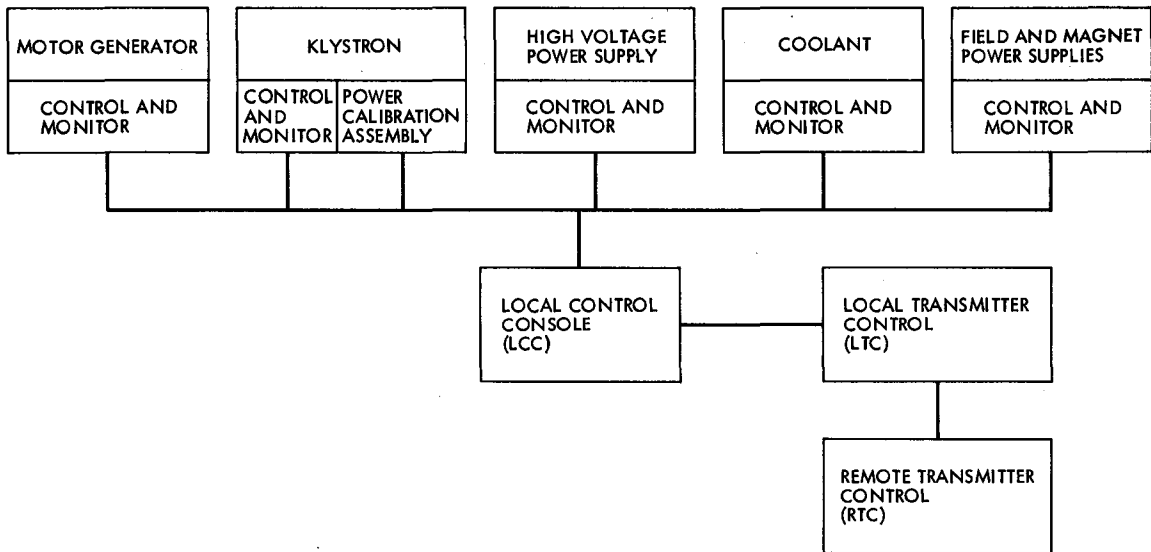 MOTOR GENERATOR
CONTROL AND
MONITOR
KLYSTRON
CONTROL
AND
MONITOR
POWER
CALIBRATION
ASSEMBLY
HIGH VOLTAGE
POWER SUPPLY
CONTROL AND
MONITOR
COOLANT
CONTROL AND
MONITOR
FIELD AND MAGNET
POWER SUPPLIES
CONTROL AND
MONITOR
LOCAL CONTROL
CONSOLE
(LCC)
LOCAL TRANSMITTER
CONTROL
(LTC)
REMOTE TRANSMITTER
CONTROL
(RTC)